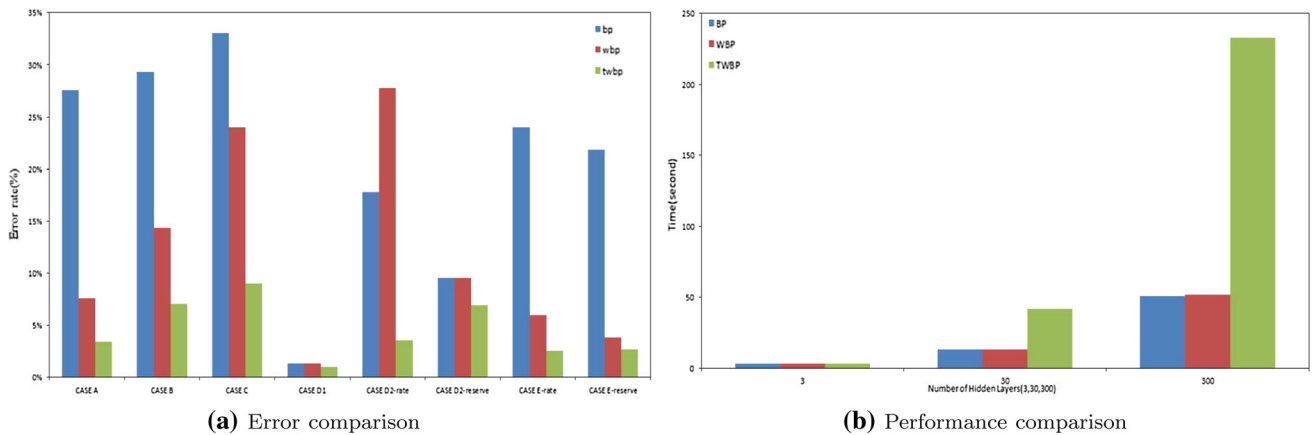 35%
30%
25%
20%
15%
10%
5%
0%
Error rate(%)
bp
wbp
twbp
CASE A
CASE B
CASE C
CASE D1
CASE D2-rate
CASE D2-reserve
CASE E-rate
CASE E-reserve
(a) Error comparison
250
200
150
100
50
0
Time(second)
BP
WBP
TWBP
3
30
300
Number of Hidden Layers(3,30,300)
(b) Performance comparison